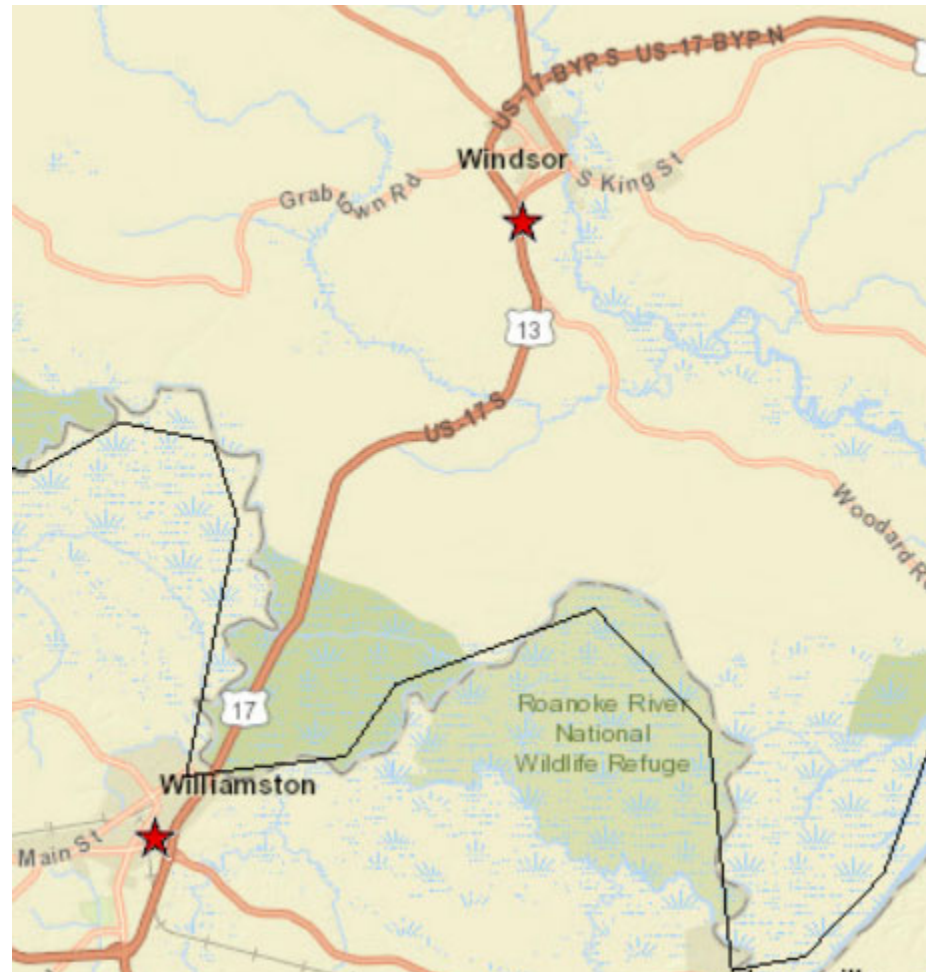 US-17-BYP S
US-17-BYP N
Windsor
S King St
Grabtown Rd
13
US-17 S
Woodard Rd
17
Roanoke River
National
Wildlife Refuge
Williamston
Main St